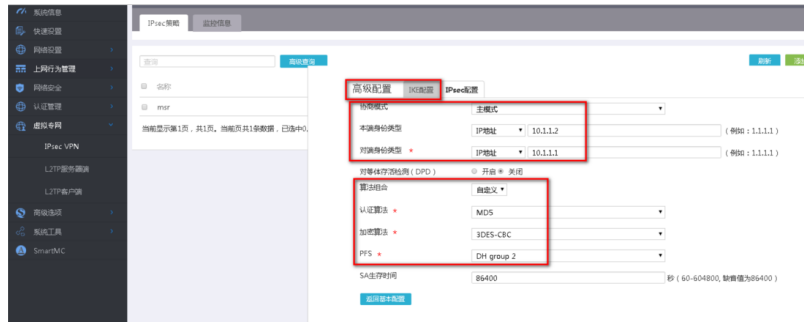 系统信息
快速设置
网络设置
上网行为管理
网络安全
认证管理
虚拟专网
IPsec VPN
L2TP服务器端
L2TP客户端
高级选项
系统工具
SmartMC
IPsec策略 监控信息
查询 高级查询 刷新 添加
名称
msr
当前显示第1页，共1页。当前页共1条数据，已选中0。
高级配置 IKE配置 IPsec配置
协商模式 主模式
本端身份类型 IP地址 10.1.1.2 （例如：1.1.1.1）
对端身份类型 * IP地址 10.1.1.1 （例如：1.1.1.1）
对等体存活检测（DPD） 开启 关闭
算法组合 自定义
认证算法 * MD5
加密算法 * 3DES-CBC
PFS * DH group 2
SA生存时间 86400 秒（60-604800, 缺省值为86400）
返回基本配置